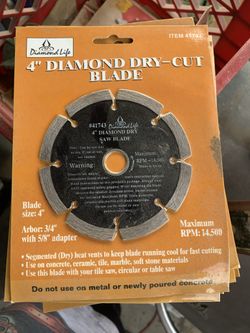 Diamond Life
ITEM
4" DIAMOND DRY-CUT
BLADE
Diamond Life
#41743
4" DIAMOND DRY
SAW BLADE
Warning:
Maximum
RPM=14,500
Blade
size: 4"
Arbor: 3/4"
with 5/8" adapter
Maximum
RPM: 14,500
- Segmented (Dry) heat vents to keep blade running cool for fast cutting
- Use on concrete, ceramic, tile, marble, soft stone materials
- Use this blade with your tile saw, circular or table saw
Do not use on metal or newly poured concrete